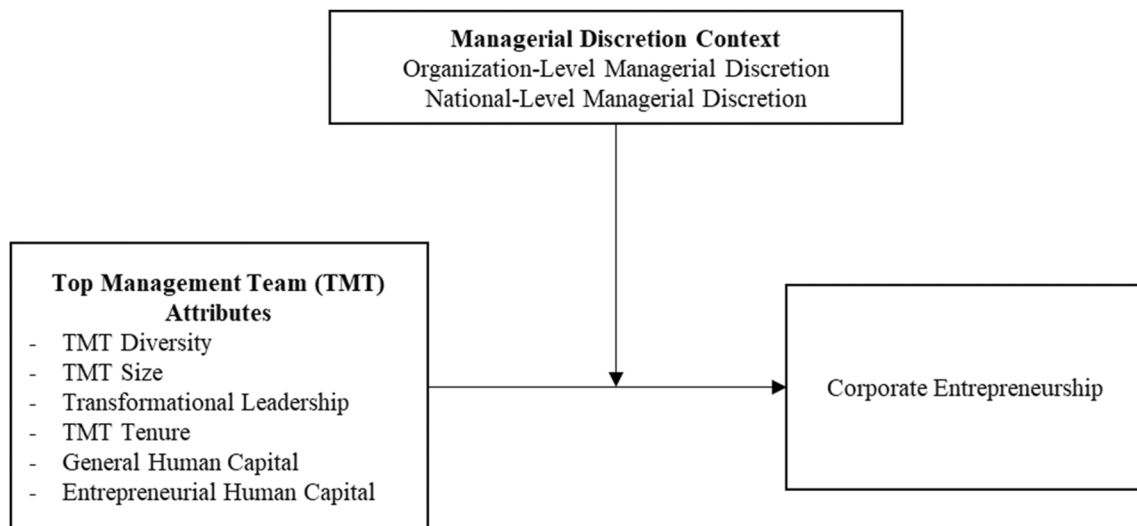 Managerial Discretion Context
Organization-Level Managerial Discretion
National-Level Managerial Discretion
Top Management Team (TMT)
Attributes
- TMT Diversity
- TMT Size
- Transformational Leadership
- TMT Tenure
- General Human Capital
- Entrepreneurial Human Capital
Corporate Entrepreneurship